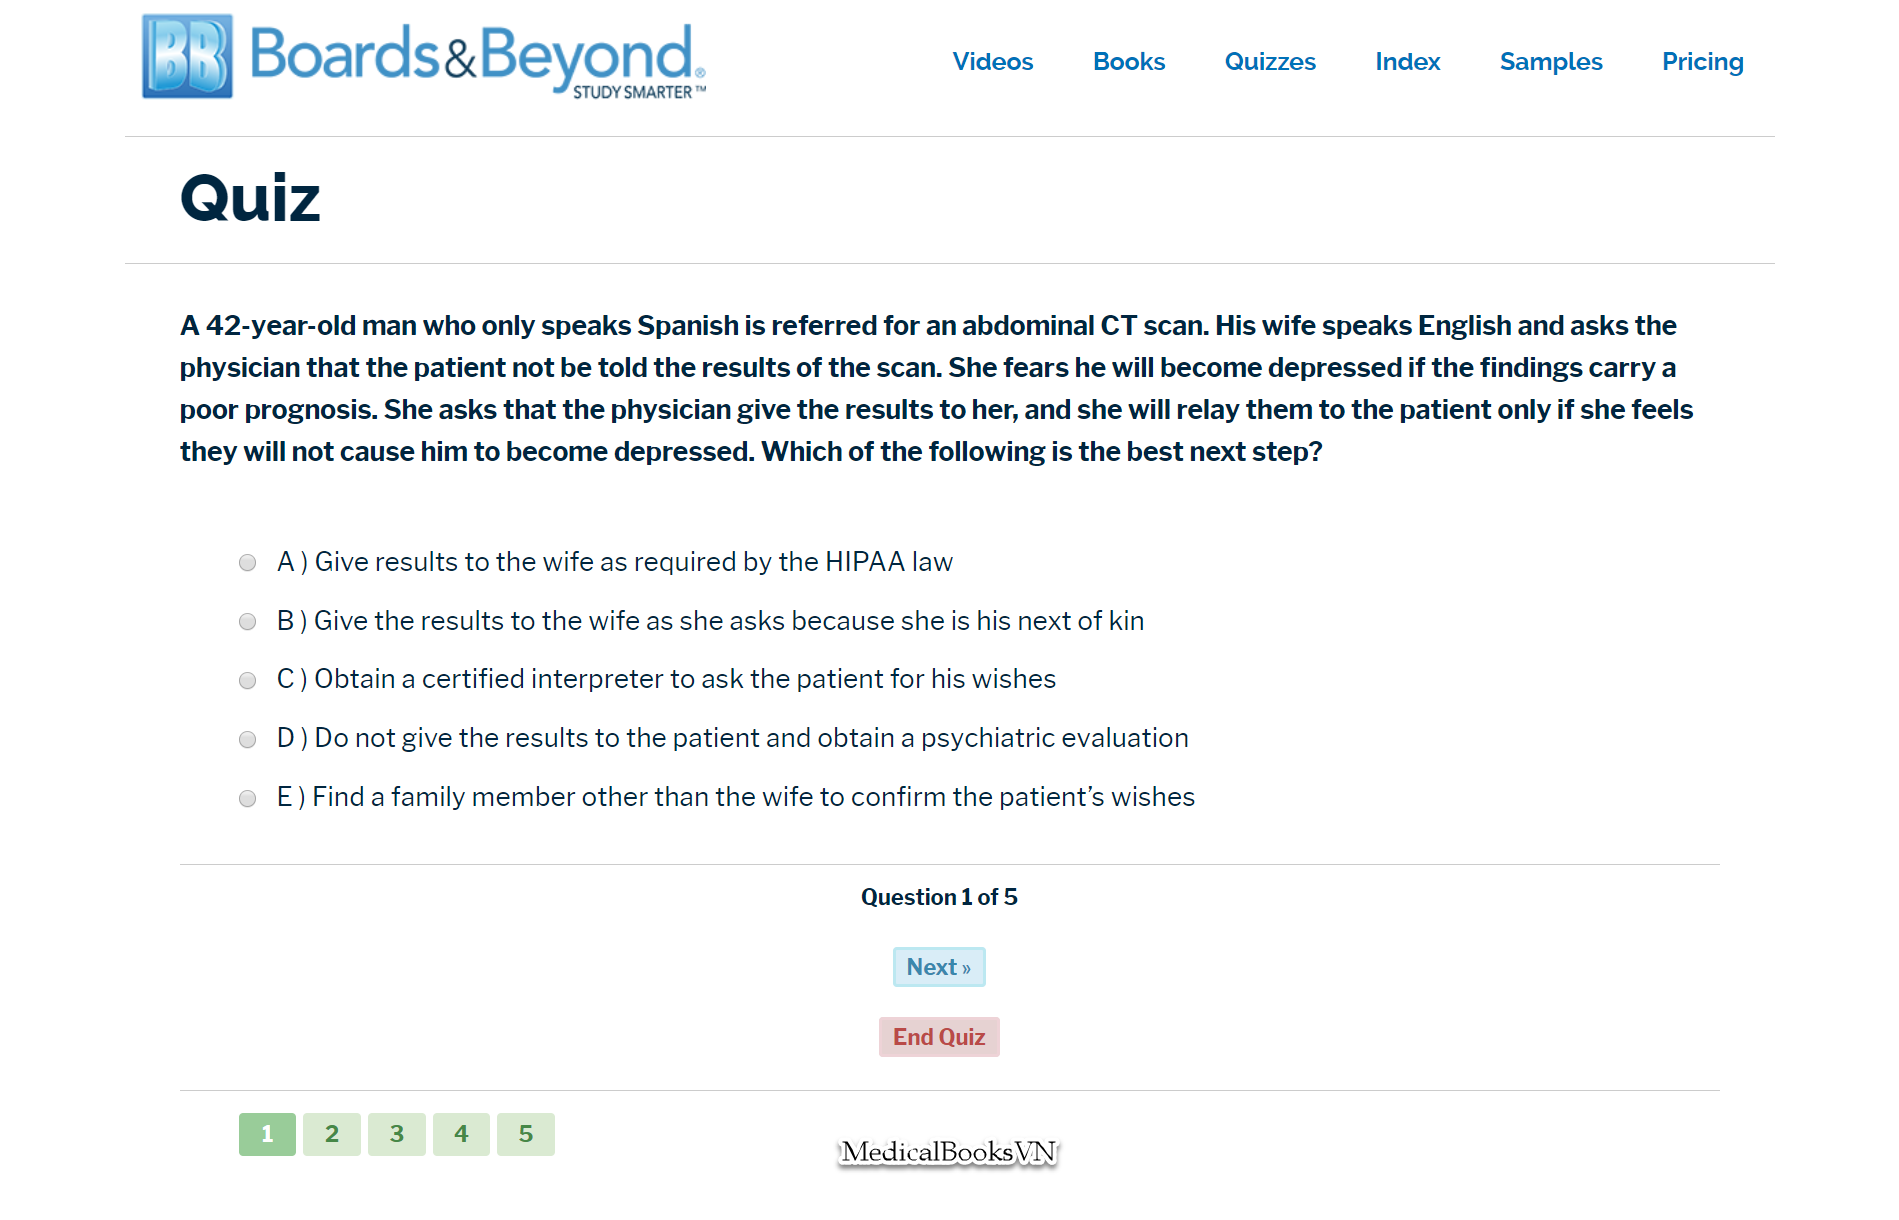 BB Boards&Beyond®
STUDY SMARTER™
Videos Books Quizzes Index Samples Pricing
Quiz
A 42-year-old man who only speaks Spanish is referred for an abdominal CT scan. His wife speaks English and asks the
physician that the patient not be told the results of the scan. She fears he will become depressed if the findings carry a
poor prognosis. She asks that the physician give the results to her, and she will relay them to the patient only if she feels
they will not cause him to become depressed. Which of the following is the best next step?
A ) Give results to the wife as required by the HIPAA law
B ) Give the results to the wife as she asks because she is his next of kin
C ) Obtain a certified interpreter to ask the patient for his wishes
D ) Do not give the results to the patient and obtain a psychiatric evaluation
E ) Find a family member other than the wife to confirm the patient’s wishes
Question 1 of 5
Next »
End Quiz
1 2 3 4 5
MedicalBooksVN